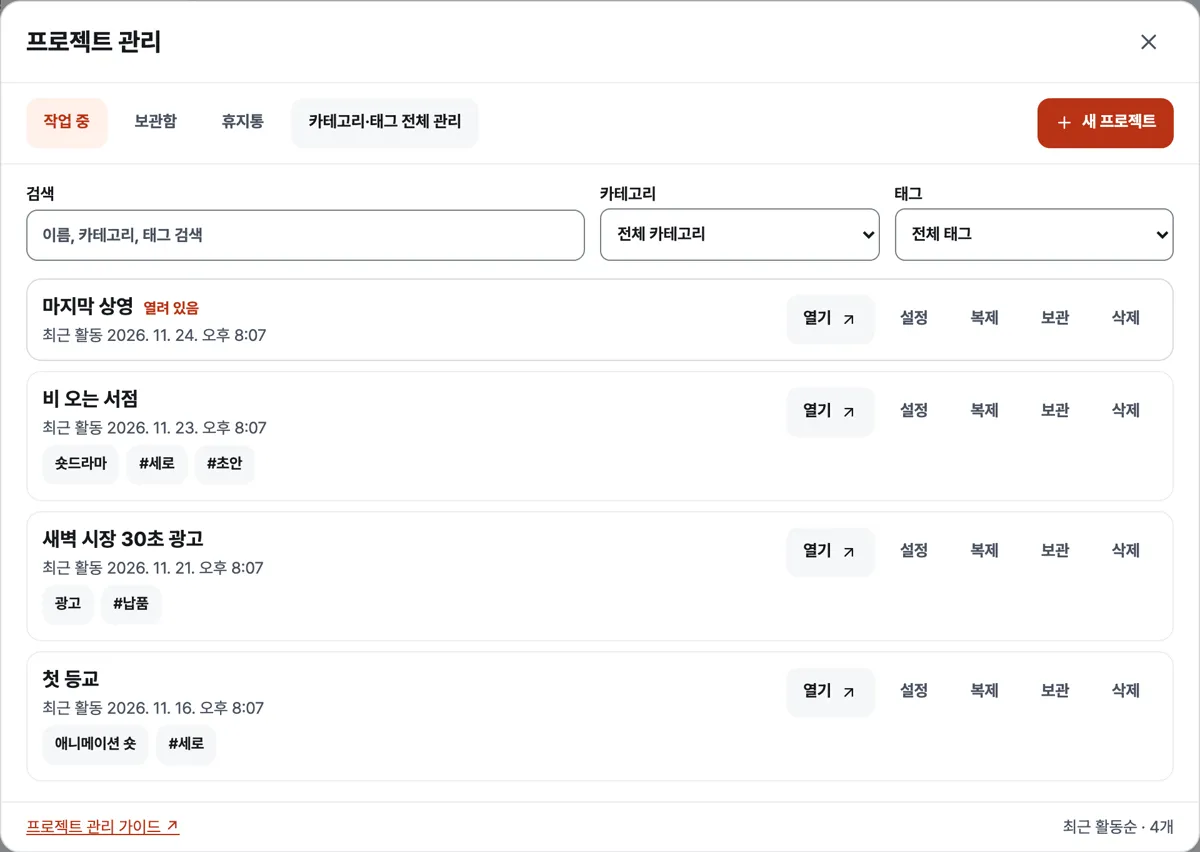 프로젝트 관리
작업 중 보관함 휴지통 카테고리·태그 전체 관리 + 새 프로젝트
검색 카테고리 태그
이름, 카테고리, 태그 검색 전체 카테고리 전체 태그
마지막 상영 열려 있음
최근 활동 2026. 11. 24. 오후 8:07
열기 ↗ 설정 복제 보관 삭제
비 오는 서점
최근 활동 2026. 11. 23. 오후 8:07
숏드라마 #세로 #초안
열기 ↗ 설정 복제 보관 삭제
새벽 시장 30초 광고
최근 활동 2026. 11. 21. 오후 8:07
광고 #납품
열기 ↗ 설정 복제 보관 삭제
첫 등교
최근 활동 2026. 11. 16. 오후 8:07
애니메이션 숏 #세로
열기 ↗ 설정 복제 보관 삭제
프로젝트 관리 가이드 ↗ 최근 활동순 · 4개